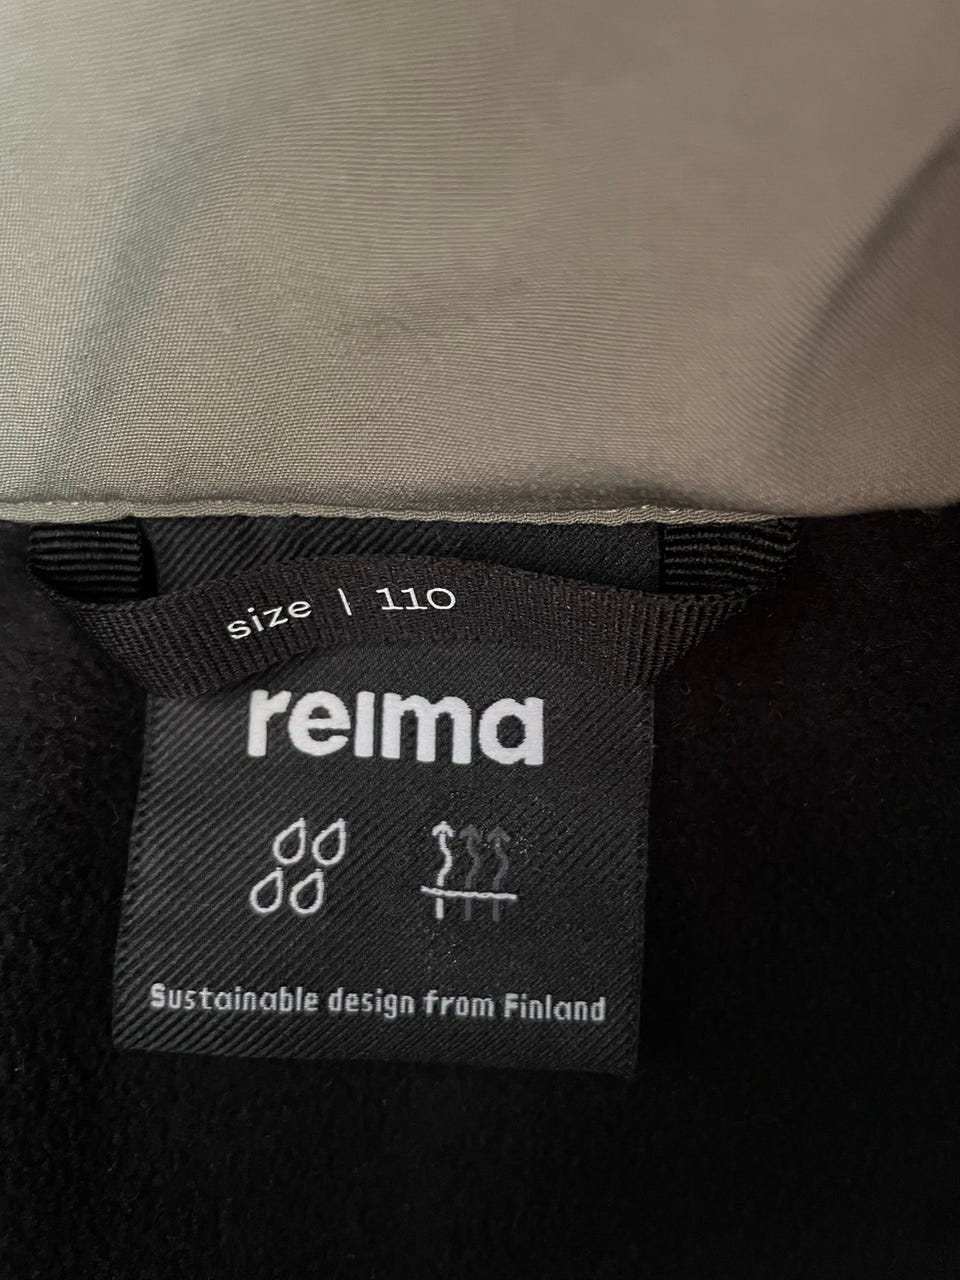 size | 110
reima
Sustainable design from Finland